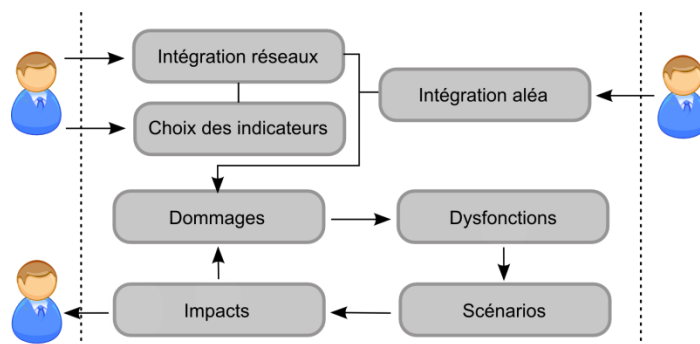 Intégration réseaux
Intégration aléa
Choix des indicateurs
Dommages
Dysfonctions
Impacts
Scénarios